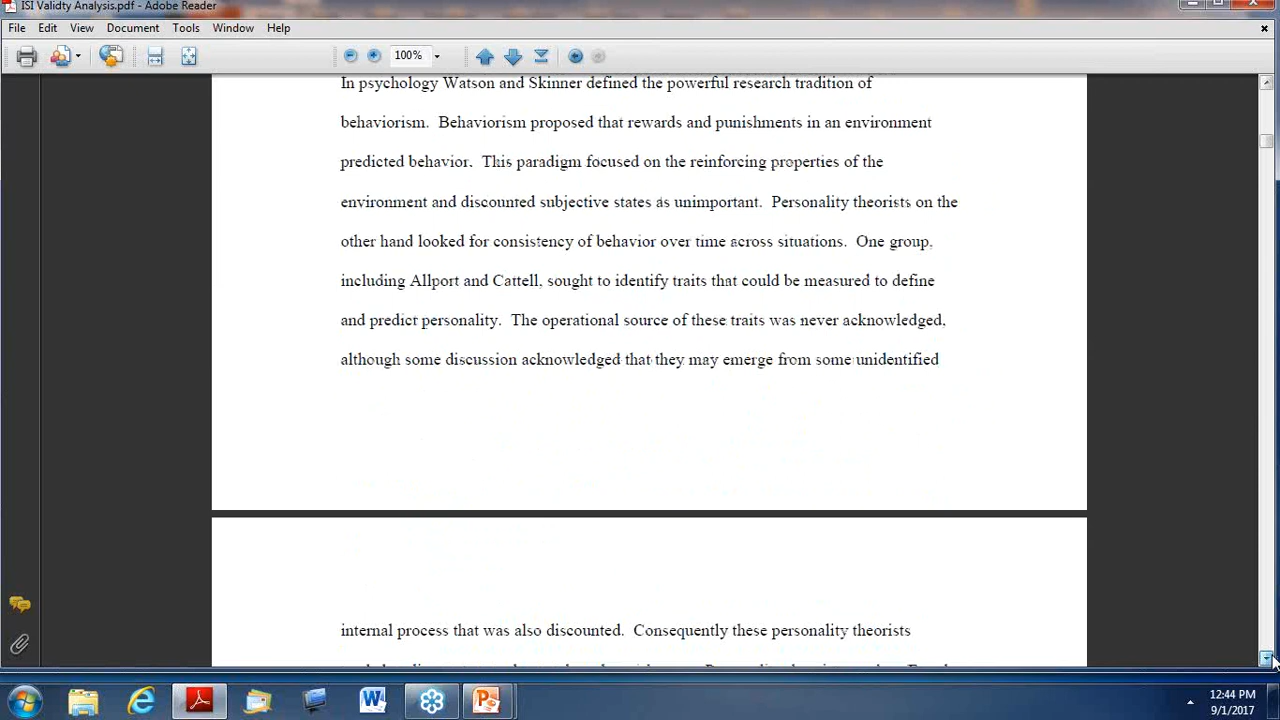 ISI Validty Analysis.pdf - Adobe Reader
File Edit View Document Tools Window Help
100%
In psychology Watson and Skinner defined the powerful research tradition of
behaviorism. Behaviorism proposed that rewards and punishments in an environment
predicted behavior. This paradigm focused on the reinforcing properties of the
environment and discounted subjective states as unimportant. Personality theorists on the
other hand looked for consistency of behavior over time across situations. One group,
including Allport and Cattell, sought to identify traits that could be measured to define
and predict personality. The operational source of these traits was never acknowledged,
although some discussion acknowledged that they may emerge from some unidentified
internal process that was also discounted. Consequently these personality theorists
12:44 PM
9/1/2017